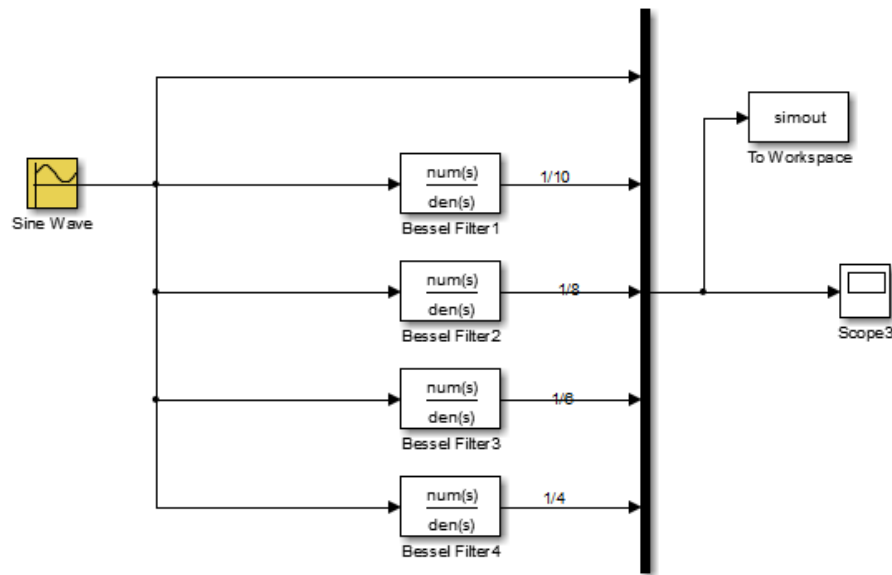 simout
To Workspace
Sine Wave
num(s)
den(s)
Bessel Filter1
1/10
num(s)
den(s)
Bessel Filter2
1/8
Scope3
num(s)
den(s)
Bessel Filter3
1/6
num(s)
den(s)
Bessel Filter4
1/4